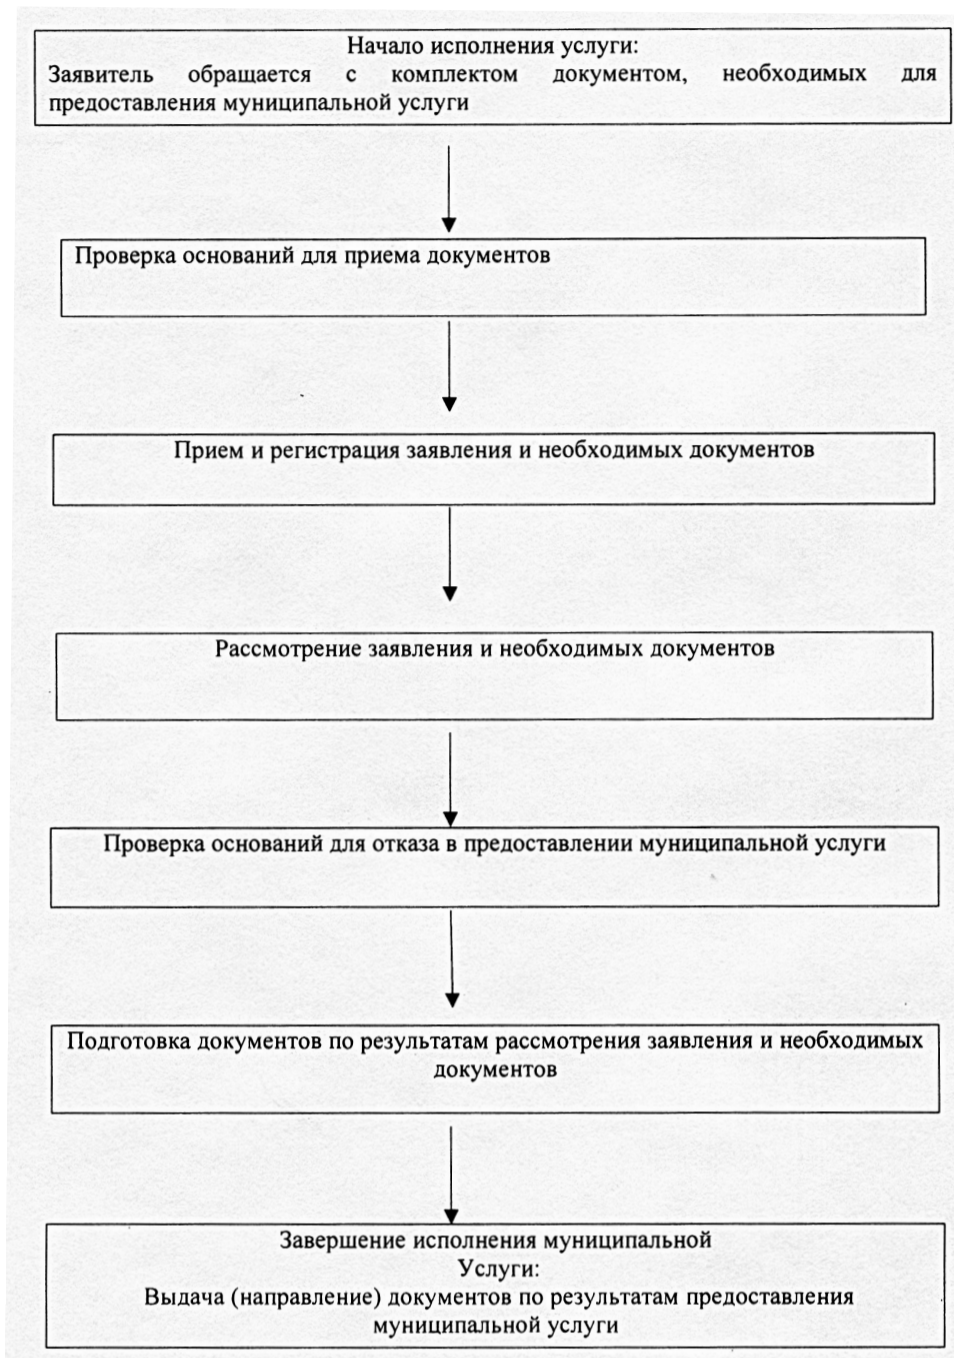 Начало исполнения услуги:
Заявитель обращается с комплектом документом, необходимых для
предоставления муниципальной услуги
Проверка оснований для приема документов
Прием и регистрация заявления и необходимых документов
Рассмотрение заявления и необходимых документов
Проверка оснований для отказа в предоставлении муниципальной услуги
Подготовка документов по результатам рассмотрения заявления и необходимых
документов
Завершение исполнения муниципальной
Услуги:
Выдача (направление) документов по результатам предоставления
муниципальной услуги